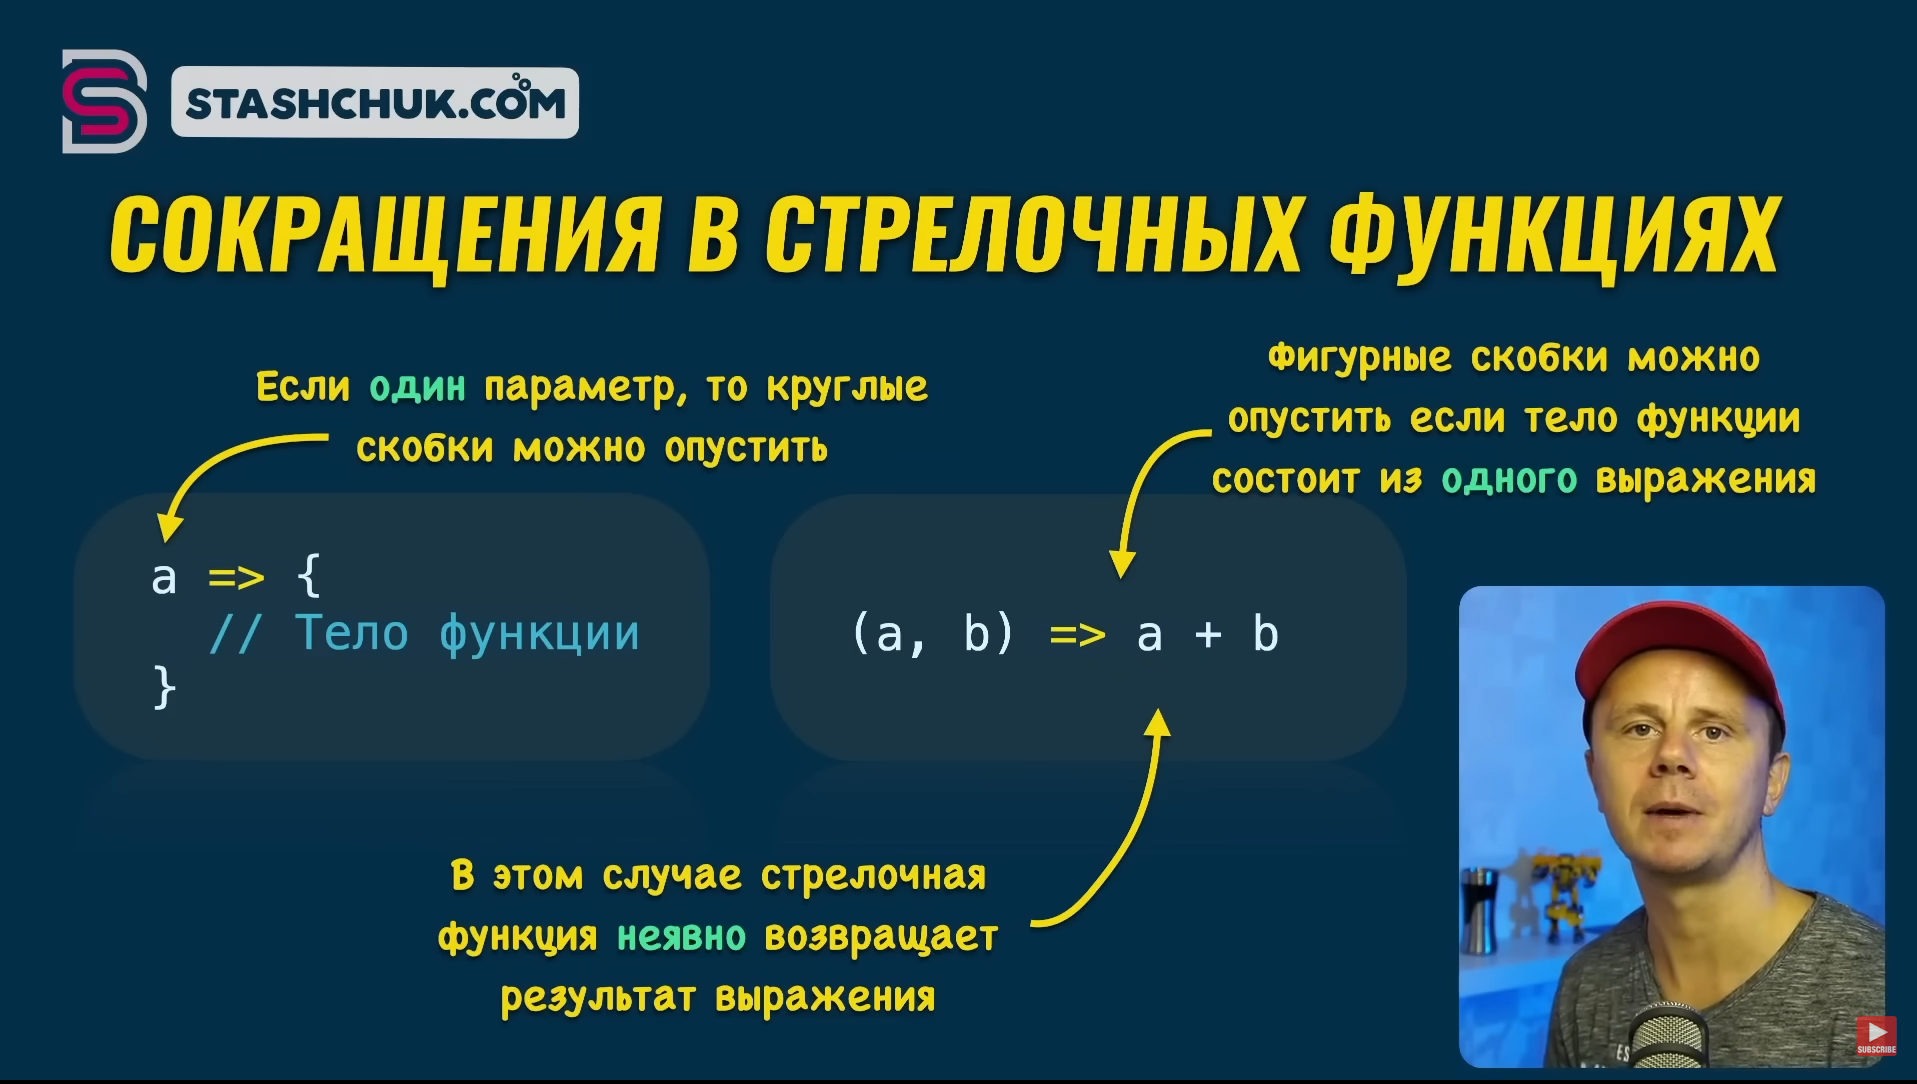 STASHCHUK.COM
СОКРАЩЕНИЯ В СТРЕЛОЧНЫХ ФУНКЦИЯХ
Если один параметр, то круглые
скобки можно опустить
Фигурные скобки можно
опустить если тело функции
состоит из одного выражения
a => {
// Тело функции
}
(a, b) => a + b
В этом случае стрелочная
функция неявно возвращает
результат выражения
SUBSCRIBE